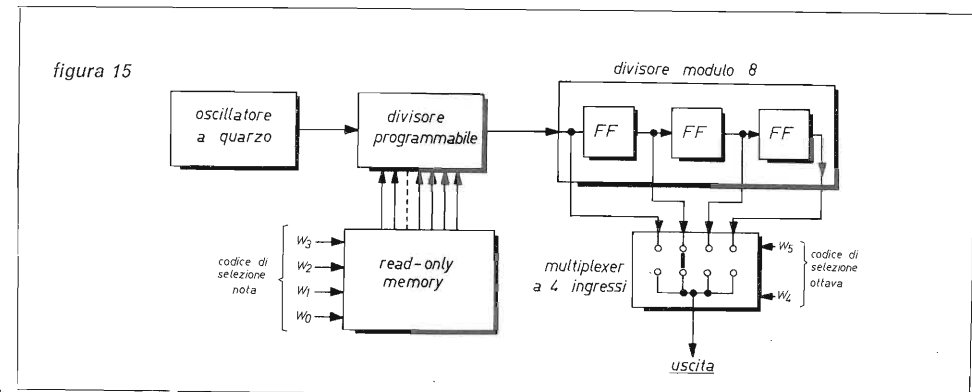 figura 15
divisore modulo 8
oscillatore
a quarzo
divisore
programmabile
FF
FF
FF
codice di
selezione
nota
W3
W2
W1
W0
read-only
memory
multiplexer
a 4 ingressi
W5
W4
codice di
selezione
ottava
uscita